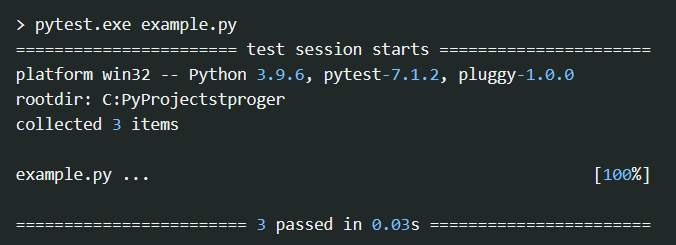 > pytest.exe example.py
======================= test session starts ======================
platform win32 -- Python 3.9.6, pytest-7.1.2, pluggy-1.0.0
rootdir: C:PyProjectstproger
collected 3 items
example.py ... [100%]
======================== 3 passed in 0.03s =======================